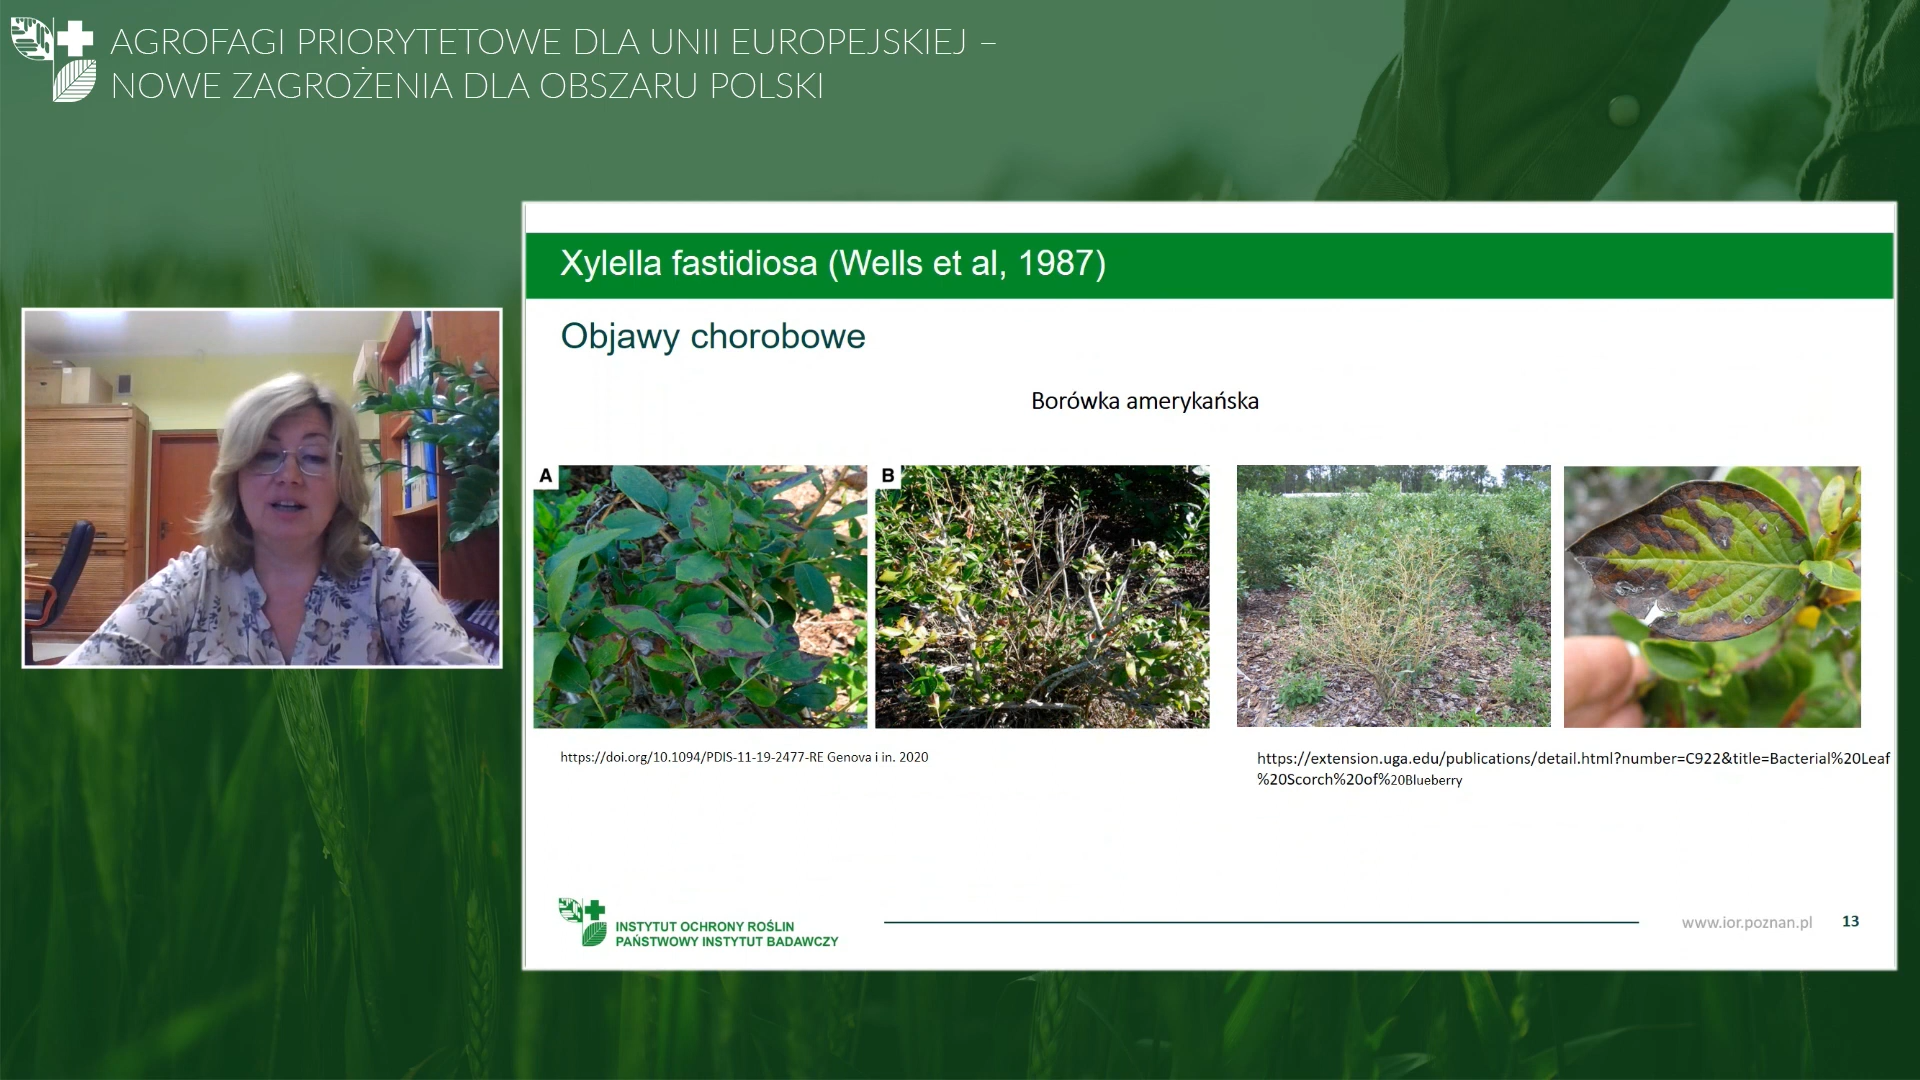 AGROFAGI PRIORYTETOWE DLA UNII EUROPEJSKIEJ –
NOWE ZAGROŻENIA DLA OBSZARU POLSKI
Xylella fastidiosa (Wells et al, 1987)
Objawy chorobowe
Borówka amerykańska
A
B
https://doi.org/10.1094/PDIS-11-19-2477-RE Genova i in. 2020
https://extension.uga.edu/publications/detail.html?number=C922&title=Bacterial%20Leaf
%20Scorch%20of%20Blueberry
INSTYTUT OCHRONY ROŚLIN
PAŃSTWOWY INSTYTUT BADAWCZY
www.ior.poznan.pl
13